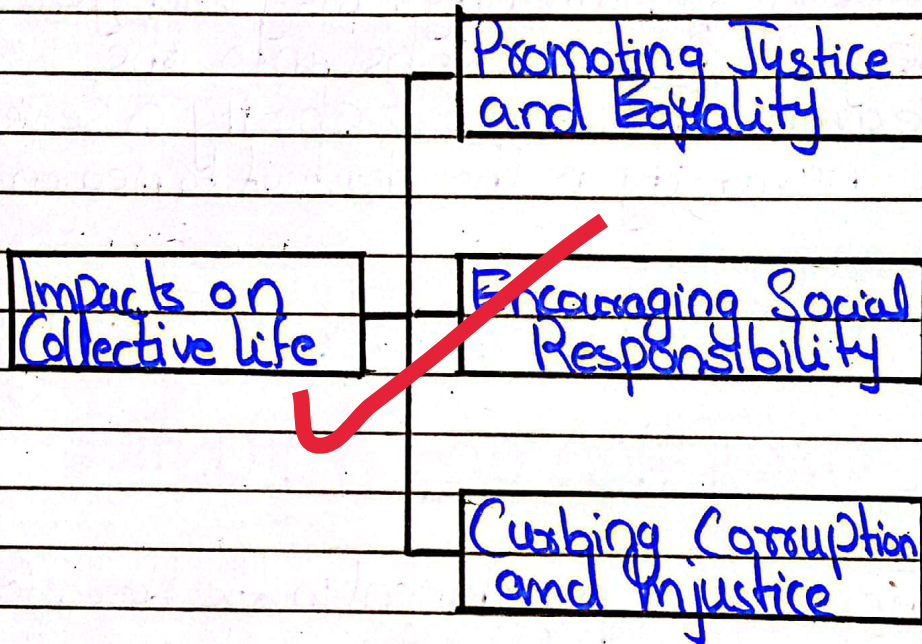 Promoting Justice
and Equality
Impacts on
Collective life
Encouraging Social
Responsibility
Curbing Corruption
and Injustice